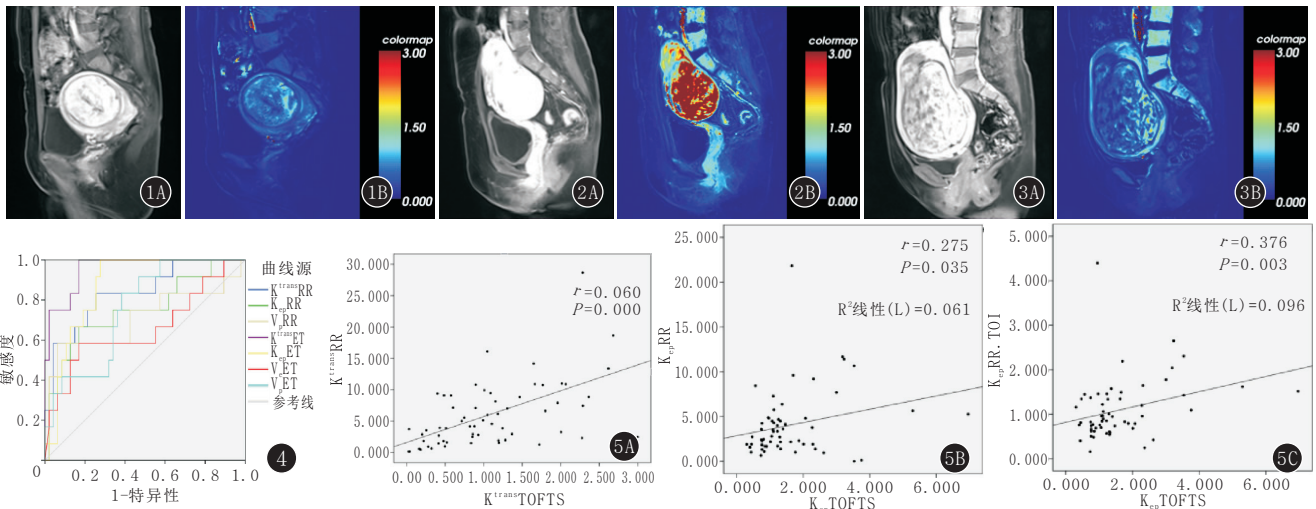 colormap
3.00
1.50
0.000
1A
1B
colormap
3.00
1.50
0.000
2A
2B
colormap
3.00
1.50
0.000
3A
3B
1.0
0.8
0.6
0.4
0.2
0
0.2 0.4 0.6 0.8 1.0
敏感度
1-特异性
曲线源
KtransRR
KepRR
VpRR
KtransET
KepET
VeET
VpET
参考线
4
30.000
25.000
20.000
15.000
10.000
5.000
0.000
KtransRR
r=0.060
P=0.000
5A
0.00 0.500 1.000 1.500 2.000 2.500 3.000
KtransTOFTS
25.000
20.000
15.000
10.000
5.000
0.000
KepRR
r=0.275
P=0.035
R2线性(L)=0.061
5B
0.000 2.000 4.000 6.000
TOFTS
5.000
4.000
3.000
2.000
1.000
0.000
KepRR.TOI
r=0.376
P=0.003
R2线性(L)=0.096
5C
0.000 2.000 4.000 6.000
KepTOFTS